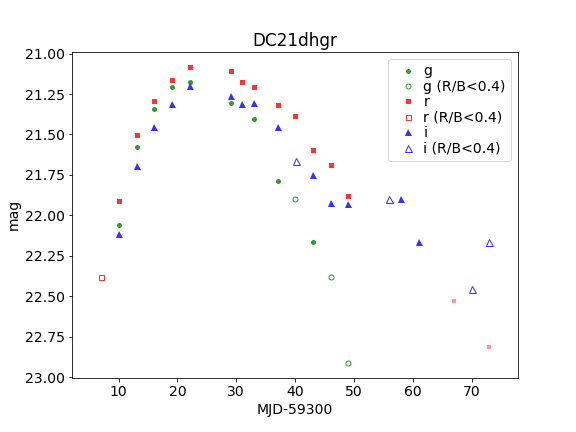 DC21dhgr
21.00
21.25
21.50
21.75
22.00
22.25
22.50
22.75
23.00
mag
g
g (R/B<0.4)
r
r (R/B<0.4)
i
i (R/B<0.4)
10 20 30 40 50 60 70
MJD-59300